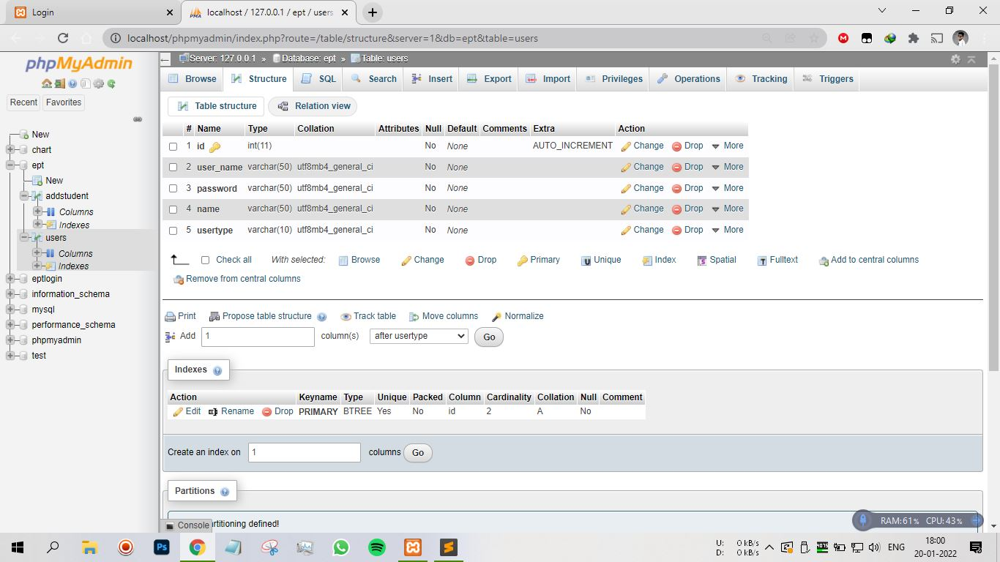 Login
localhost / 127.0.0.1 / ept / users
localhost/phpmyadmin/index.php?route=/table/structure&server=1&db=ept&table=users
phpMyAdmin
Recent Favorites
New
chart
ept
New
addstudent
Columns
Indexes
users
Columns
Indexes
eptlogin
information_schema
mysql
performance_schema
phpmyadmin
test
Server: 127.0.0.1 » Database: ept » Table: users
Browse Structure SQL Search Insert Export Import Privileges Operations Tracking Triggers
Table structure Relation view
# Name Type Collation Attributes Null Default Comments Extra Action
1 id int(11) No None AUTO_INCREMENT Change Drop More
2 user_name varchar(50) utf8mb4_general_ci No None Change Drop More
3 password varchar(50) utf8mb4_general_ci No None Change Drop More
4 name varchar(50) utf8mb4_general_ci No None Change Drop More
5 usertype varchar(10) utf8mb4_general_ci No None Change Drop More
Check all With selected: Browse Change Drop Primary Unique Index Spatial Fulltext Add to central columns
Remove from central columns
Print Propose table structure Track table Move columns Normalize
Add 1 column(s) after usertype Go
Indexes
Action Keyname Type Unique Packed Column Cardinality Collation Null Comment
Edit Rename Drop PRIMARY BTREE Yes No id 2 A No
Create an index on 1 columns Go
Partitions
partitioning defined!
Console
RAM:61% CPU:43%
U: 0 kB/s
D: 0 kB/s
ENG
18:00
20-01-2022